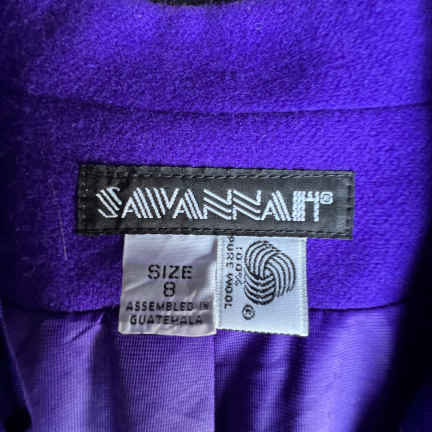 SAVANNAH®
SIZE
8
ASSEMBLED IN
GUATEMALA
100%
PURE WOOL
®